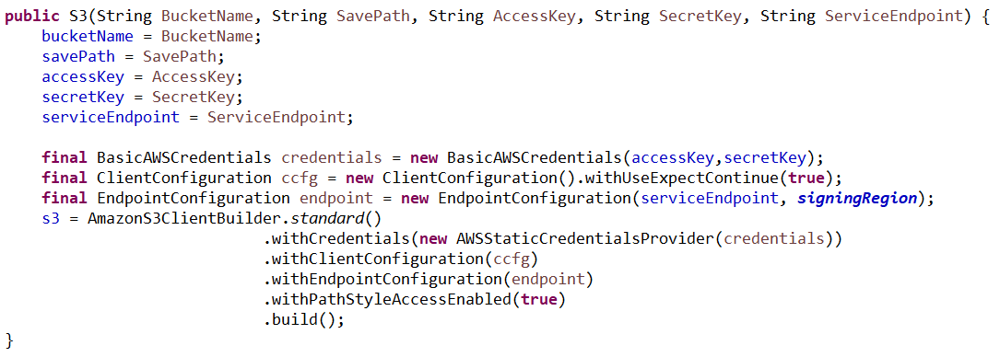 public S3(String BucketName, String SavePath, String AccessKey, String SecretKey, String ServiceEndpoint) {
    bucketName = BucketName;
    savePath = SavePath;
    accessKey = AccessKey;
    secretKey = SecretKey;
    serviceEndpoint = ServiceEndpoint;

    final BasicAWSCredentials credentials = new BasicAWSCredentials(accessKey,secretKey);
    final ClientConfiguration ccfg = new ClientConfiguration().withUseExpectContinue(true);
    final EndpointConfiguration endpoint = new EndpointConfiguration(serviceEndpoint, signingRegion);
    s3 = AmazonS3ClientBuilder.standard()
                            .withCredentials(new AWSStaticCredentialsProvider(credentials))
                            .withClientConfiguration(ccfg)
                            .withEndpointConfiguration(endpoint)
                            .withPathStyleAccessEnabled(true)
                            .build();
}